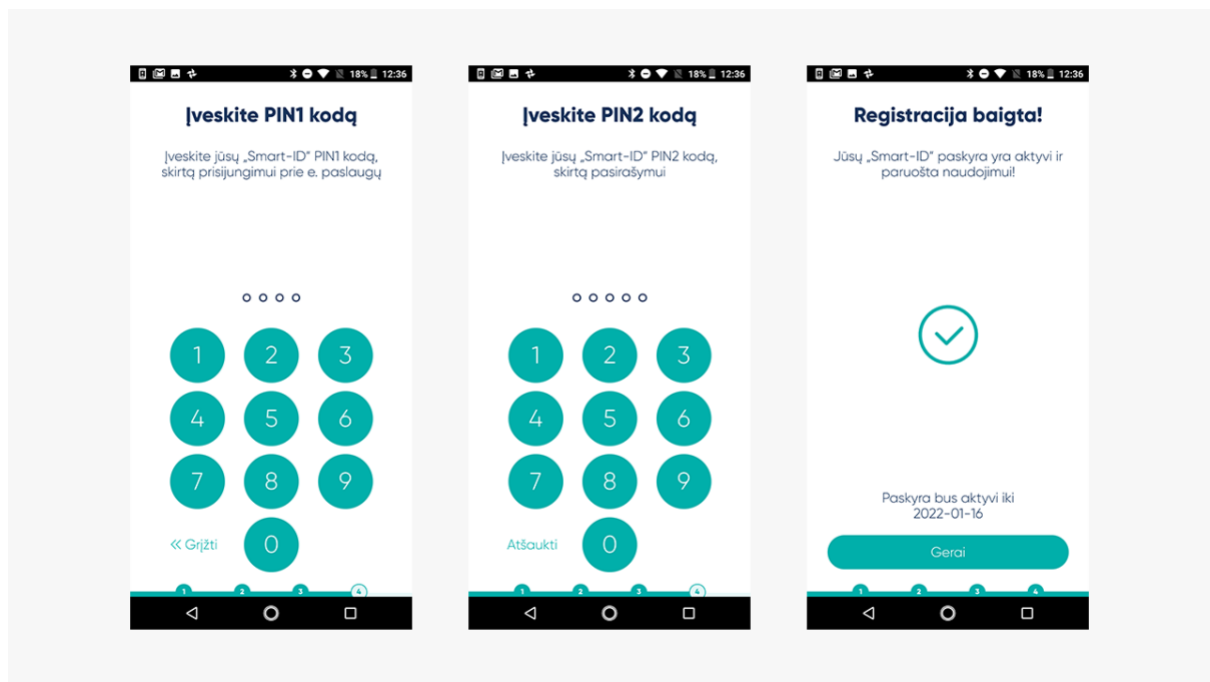 18% 12:36
Įveskite PIN1 kodą
Įveskite jūsų „Smart-ID“ PIN1 kodą,
skirtą prisijungimui prie e. paslaugų
1 2 3
4 5 6
7 8 9
« Grįžti 0
1 2 3 4
18% 12:36
Įveskite PIN2 kodą
Įveskite jūsų „Smart-ID“ PIN2 kodą,
skirtą pasirašymui
1 2 3
4 5 6
7 8 9
Atšaukti 0
1 2 3 4
18% 12:36
Registracija baigta!
Jūsų „Smart-ID“ paskyra yra aktyvi ir
paruošta naudojimui!
Paskyra bus aktyvi iki
2022-01-16
Gerai
1 2 3 4